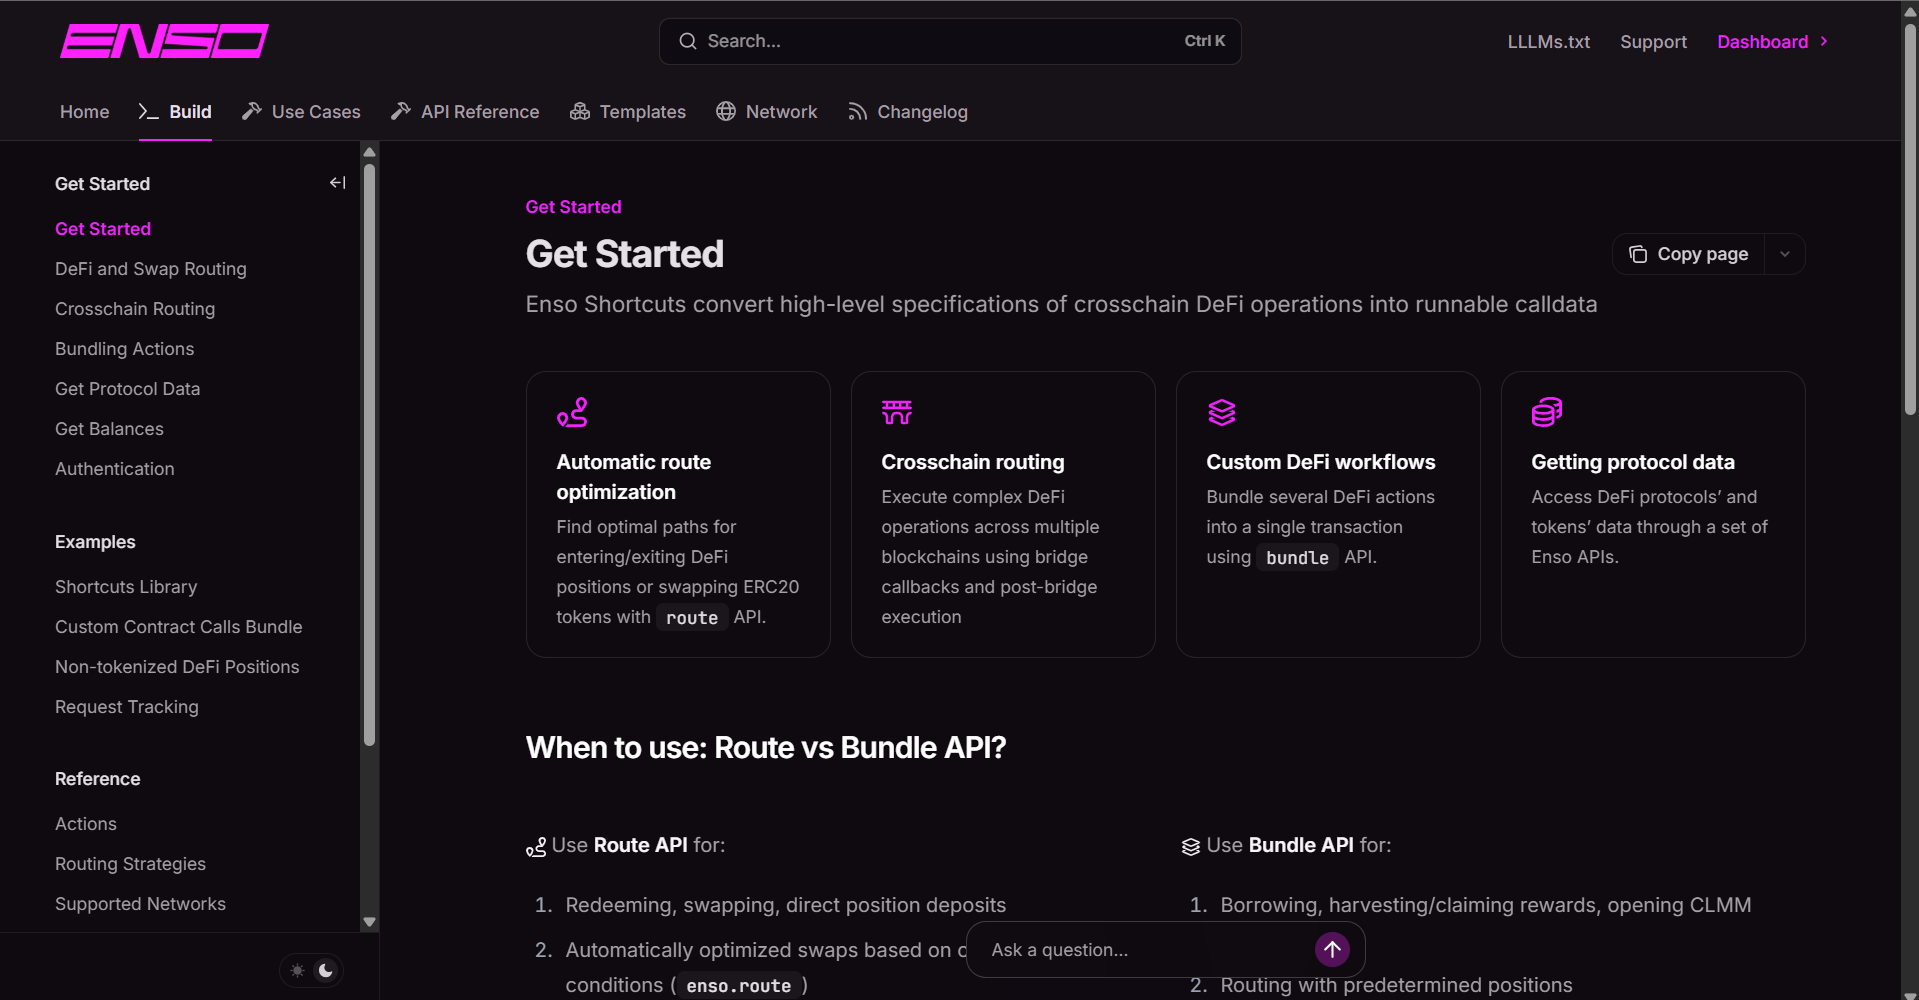 ENSO
Search...
Ctrl K
LLLMs.txt
Support
Dashboard
Home
Build
Use Cases
API Reference
Templates
Network
Changelog
Get Started
Get Started
DeFi and Swap Routing
Crosschain Routing
Bundling Actions
Get Protocol Data
Get Balances
Authentication
Examples
Shortcuts Library
Custom Contract Calls Bundle
Non-tokenized DeFi Positions
Request Tracking
Reference
Actions
Routing Strategies
Supported Networks
Get Started
Get Started
Copy page
Enso Shortcuts convert high-level specifications of crosschain DeFi operations into runnable calldata
Automatic route
optimization
Find optimal paths for
entering/exiting DeFi
positions or swapping ERC20
tokens with route API.
Crosschain routing
Execute complex DeFi
operations across multiple
blockchains using bridge
callbacks and post-bridge
execution
Custom DeFi workflows
Bundle several DeFi actions
into a single transaction
using bundle API.
Getting protocol data
Access DeFi protocols’ and
tokens’ data through a set of
Enso APIs.
When to use: Route vs Bundle API?
Use Route API for:
1. Redeeming, swapping, direct position deposits
2. Automatically optimized swaps based on
conditions ( enso.route )
Use Bundle API for:
1. Borrowing, harvesting/claiming rewards, opening CLMM
2. Routing with predetermined positions
Ask a question...